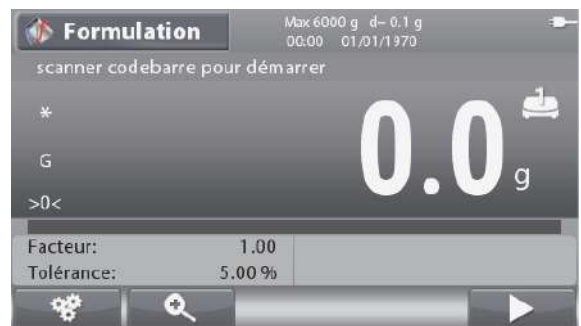 Formulation
Max 6000 g d= 0.1 g
00:00 01/01/1970
scanner codebarre pour démarrer
*
1
G
0.0 g
>0<
Facteur: 1.00
Tolérance: 5.00 %